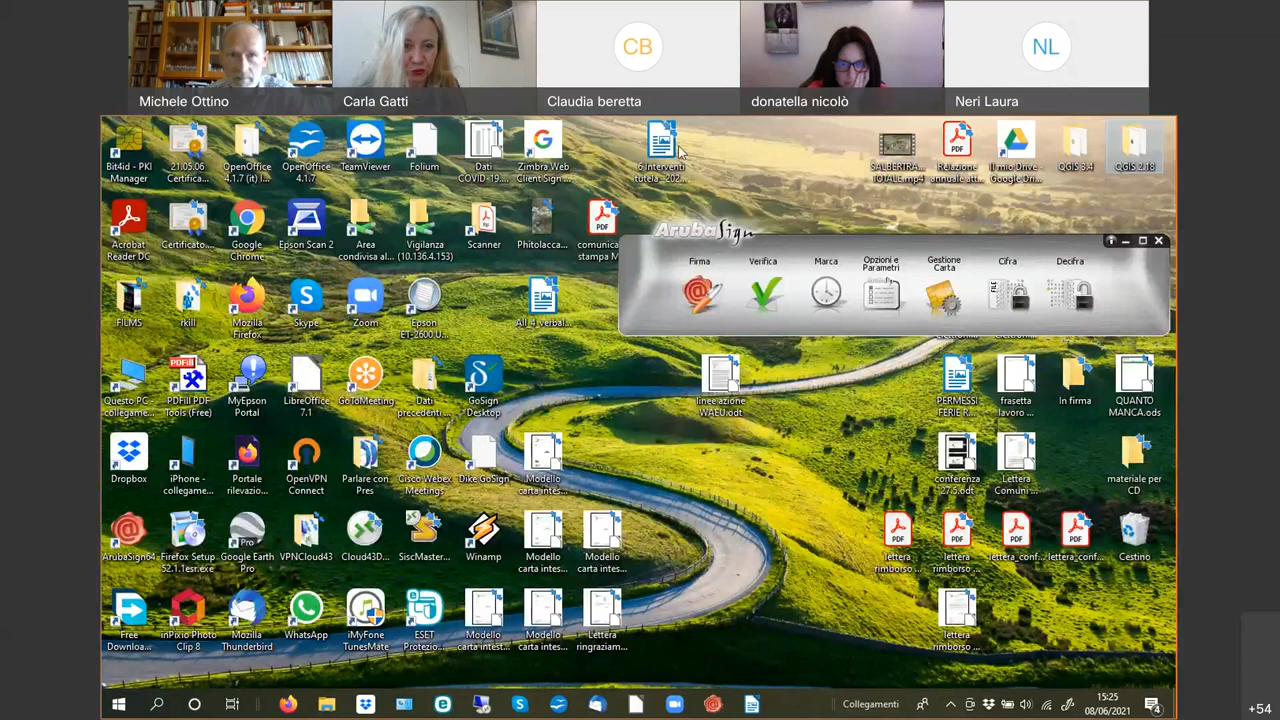 CB
NL
Michele Ottino
Carla Gatti
Claudia beretta
donatella nicolò
Neri Laura
Bit4id - PKI
Manager
21.05.06
Certifica...
OpenOffice
4.1.7 (it) I...
OpenOffice
4.1.7
TeamViewer
Folium
Dati
COVID-19...
Zimbra Web
Client Sign ...
6 Interventi
tutela_202...
SALBERTRA...
TOTALE.mp4
Relazione
annuale att...
Il mio Drive -
Google Dri...
QGIS 3.4
QGIS 2.18
Acrobat
Reader DC
Certificato...
Google
Chrome
Epson Scan 2
Area
condivisa al...
Vigilanza
(10.136.4.153)
Scanner
Phitolacca...
comunica
stampa M
ArubaSign
Firma
Verifica
Marca
Opzioni e
Parametri
Gestione
Carta
Cifra
Decifra
FILMS
rkill
Mozilla
Firefox
Skype
Zoom
Epson
ET-2600 U...
All_4_verbal...
Questo PC -
collegame...
PDFill
PDFILL PDF
Tools (Free)
MyEpson
Portal
LibreOffice
7.1
GoToMeeting
Dati
precedenti ...
GoSign
Desktop
linee azione
WAEU.odt
PERMESSI
FERIE R...
frasetta
lavoro ...
In firma
QUANTO
MANCA.ods
Dropbox
iPhone -
collegame...
Portale
rilevazio...
OpenVPN
Connect
Parlare con
Pres
Cisco Webex
Meetings
Dike GoSign
Modello
carta intes...
conferenza
27.5.odt
Lettera
Comuni ...
materiale per
CD
ArubaSign64
Firefox Setup
52.1.1esr.exe
Google Earth
Pro
VPNCloud43
Cloud43D...
SiscMaster...
Winamp
Modello
carta intes...
Modello
carta intes...
lettera
rimborso ...
lettera
rimborso ...
lettera_conf...
lettera_conf...
Cestino
Free
Downloa...
inPixio Photo
Clip 8
Mozilla
Thunderbird
WhatsApp
iMyFone
TunesMate
ESET
Protezio...
Modello
carta intest...
Modello
carta intes...
Lettera
ringraziam...
lettera
rimborso ...
Collegamenti
15:25
08/06/2021
4
+54